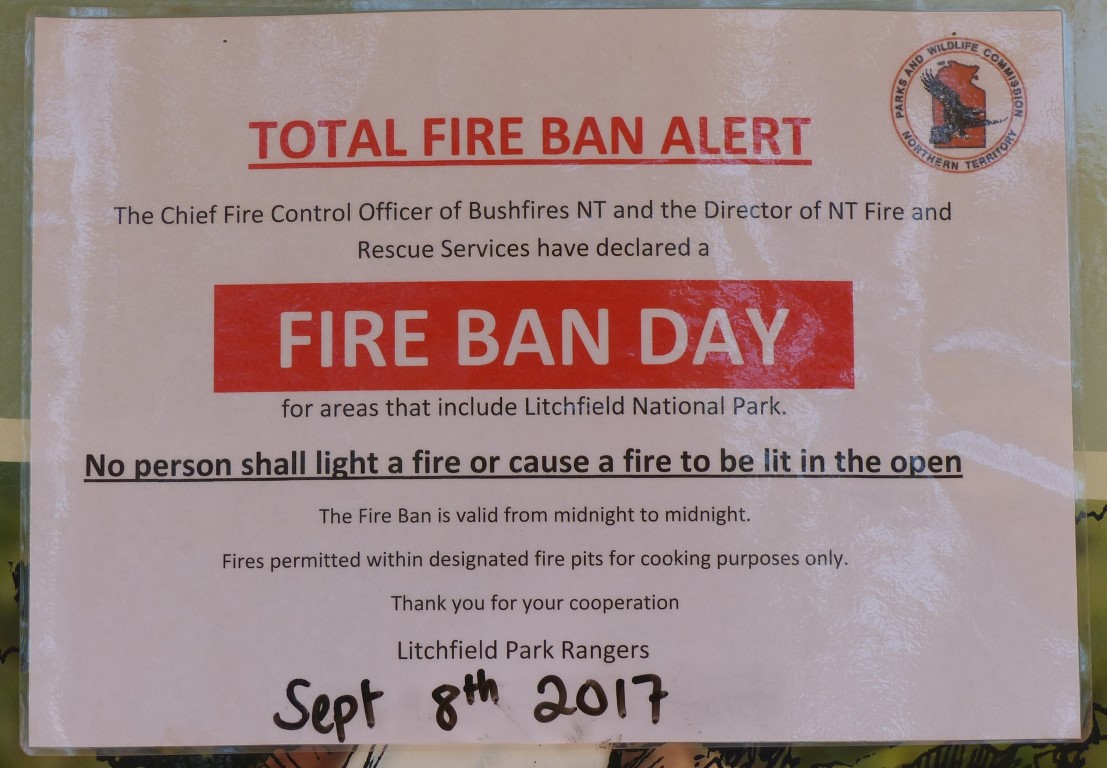 PARKS AND WILDLIFE COMMISSION
NORTHERN TERRITORY
TOTAL FIRE BAN ALERT
The Chief Fire Control Officer of Bushfires NT and the Director of NT Fire and
Rescue Services have declared a
FIRE BAN DAY
for areas that include Litchfield National Park.
No person shall light a fire or cause a fire to be lit in the open
The Fire Ban is valid from midnight to midnight.
Fires permitted within designated fire pits for cooking purposes only.
Thank you for your cooperation
Litchfield Park Rangers
Sept 8th 2017